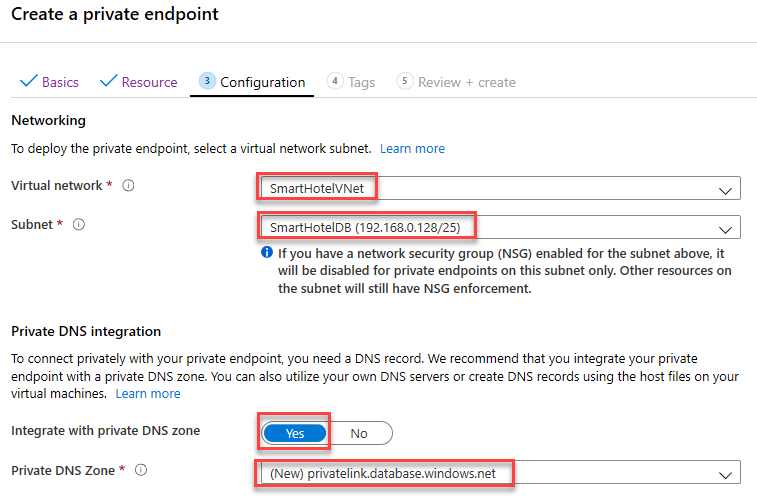 Create a private endpoint
Basics Resource 3 Configuration 4 Tags 5 Review + create
Networking
To deploy the private endpoint, select a virtual network subnet. Learn more
Virtual network * SmartHotelVNet
Subnet * SmartHotelDB (192.168.0.128/25)
If you have a network security group (NSG) enabled for the subnet above, it
will be disabled for private endpoints on this subnet only. Other resources on
the subnet will still have NSG enforcement.
Private DNS integration
To connect privately with your private endpoint, you need a DNS record. We recommend that you integrate your private
endpoint with a private DNS zone. You can also utilize your own DNS servers or create DNS records using the host files on your
virtual machines. Learn more
Integrate with private DNS zone Yes No
Private DNS Zone * (New) privatelink.database.windows.net